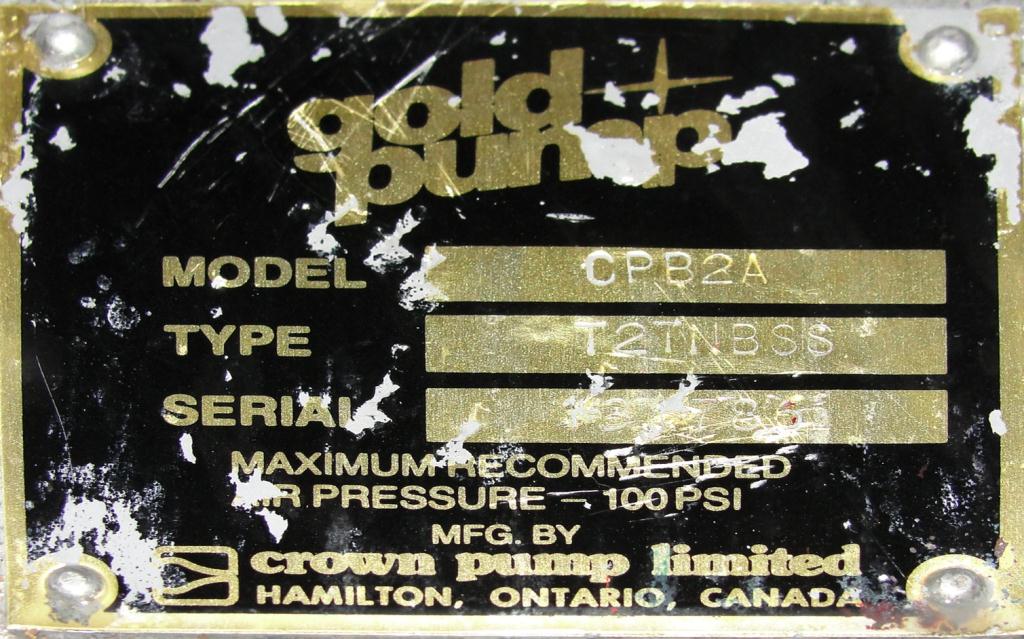 gold
pump
MODEL CPB2A
TYPE T2TNBSS
SERIAL
MAXIMUM RECOMMENDED
AIR PRESSURE — 100 PSI
MFG. BY
crown pump limited
HAMILTON, ONTARIO, CANADA